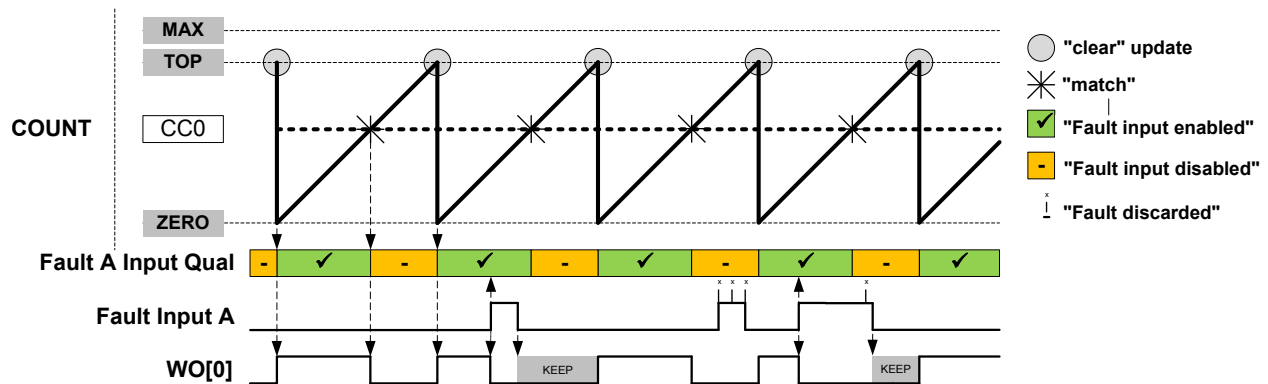 MAX
"clear" update
TOP
"match"
COUNT
CC0
"Fault input enabled"
"Fault input disabled"
x
"Fault discarded"
ZERO
Fault A Input Qual
- ✓ - ✓ - ✓ - ✓ - ✓
x x x x
Fault Input A
WO[0]
KEEP KEEP